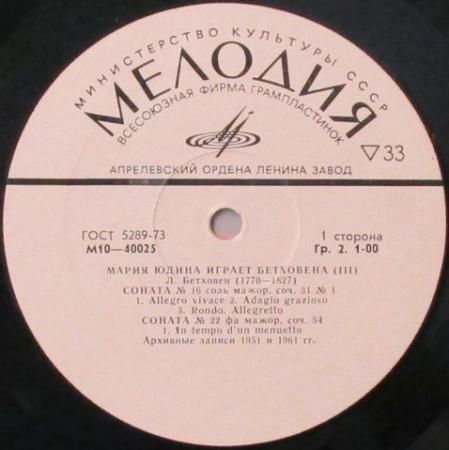 МИНИСТЕРСТВО КУЛЬТУРЫ СССР
МЕЛОДИЯ
ВСЕСОЮЗНАЯ ФИРМА ГРАМПЛАСТИНОК
▽33
АПРЕЛЕВСКИЙ ОРДЕНА ЛЕНИНА ЗАВОД
ГОСТ 5289-73
1 сторона
М10—40025
Гр. 2. 1-00
МАРИЯ ЮДИНА ИГРАЕТ БЕТХОВЕНА (III)
Л. Бетховен (1770—1827)
СОНАТА № 16 соль мажор, соч. 31 № 1
1. Allegro vivace 2. Adagio grazioso
3. Rondo. Allegretto
СОНАТА № 22 фа мажор, соч. 54
1. In tempo d'un menuetto
Архивные записи 1951 и 1961 гг.